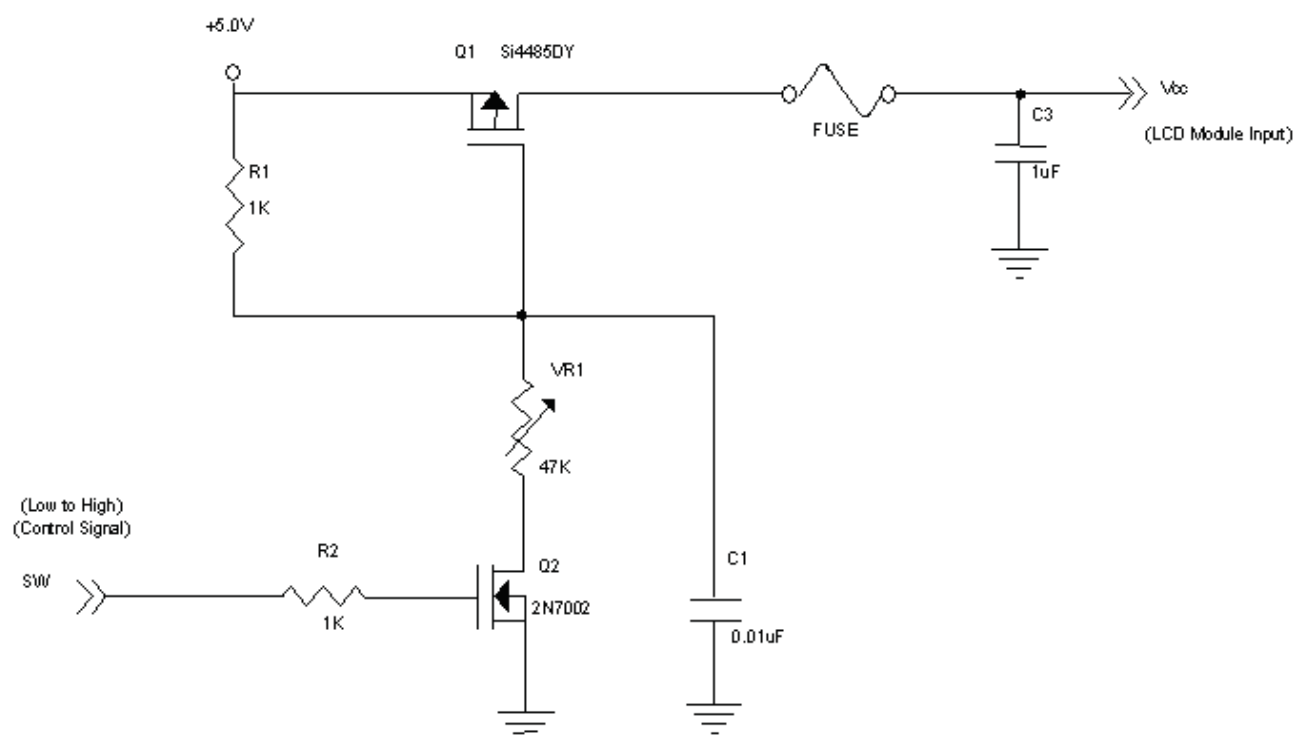 +5.0V
Q1 Si4485DY
FUSE
Vcc
(LCD Module Input)
C3
1uF
R1
1K
VR1
47K
(Low to High)
(Control Signal)
SW
R2
1K
Q2
2N7002
C1
0.01uF